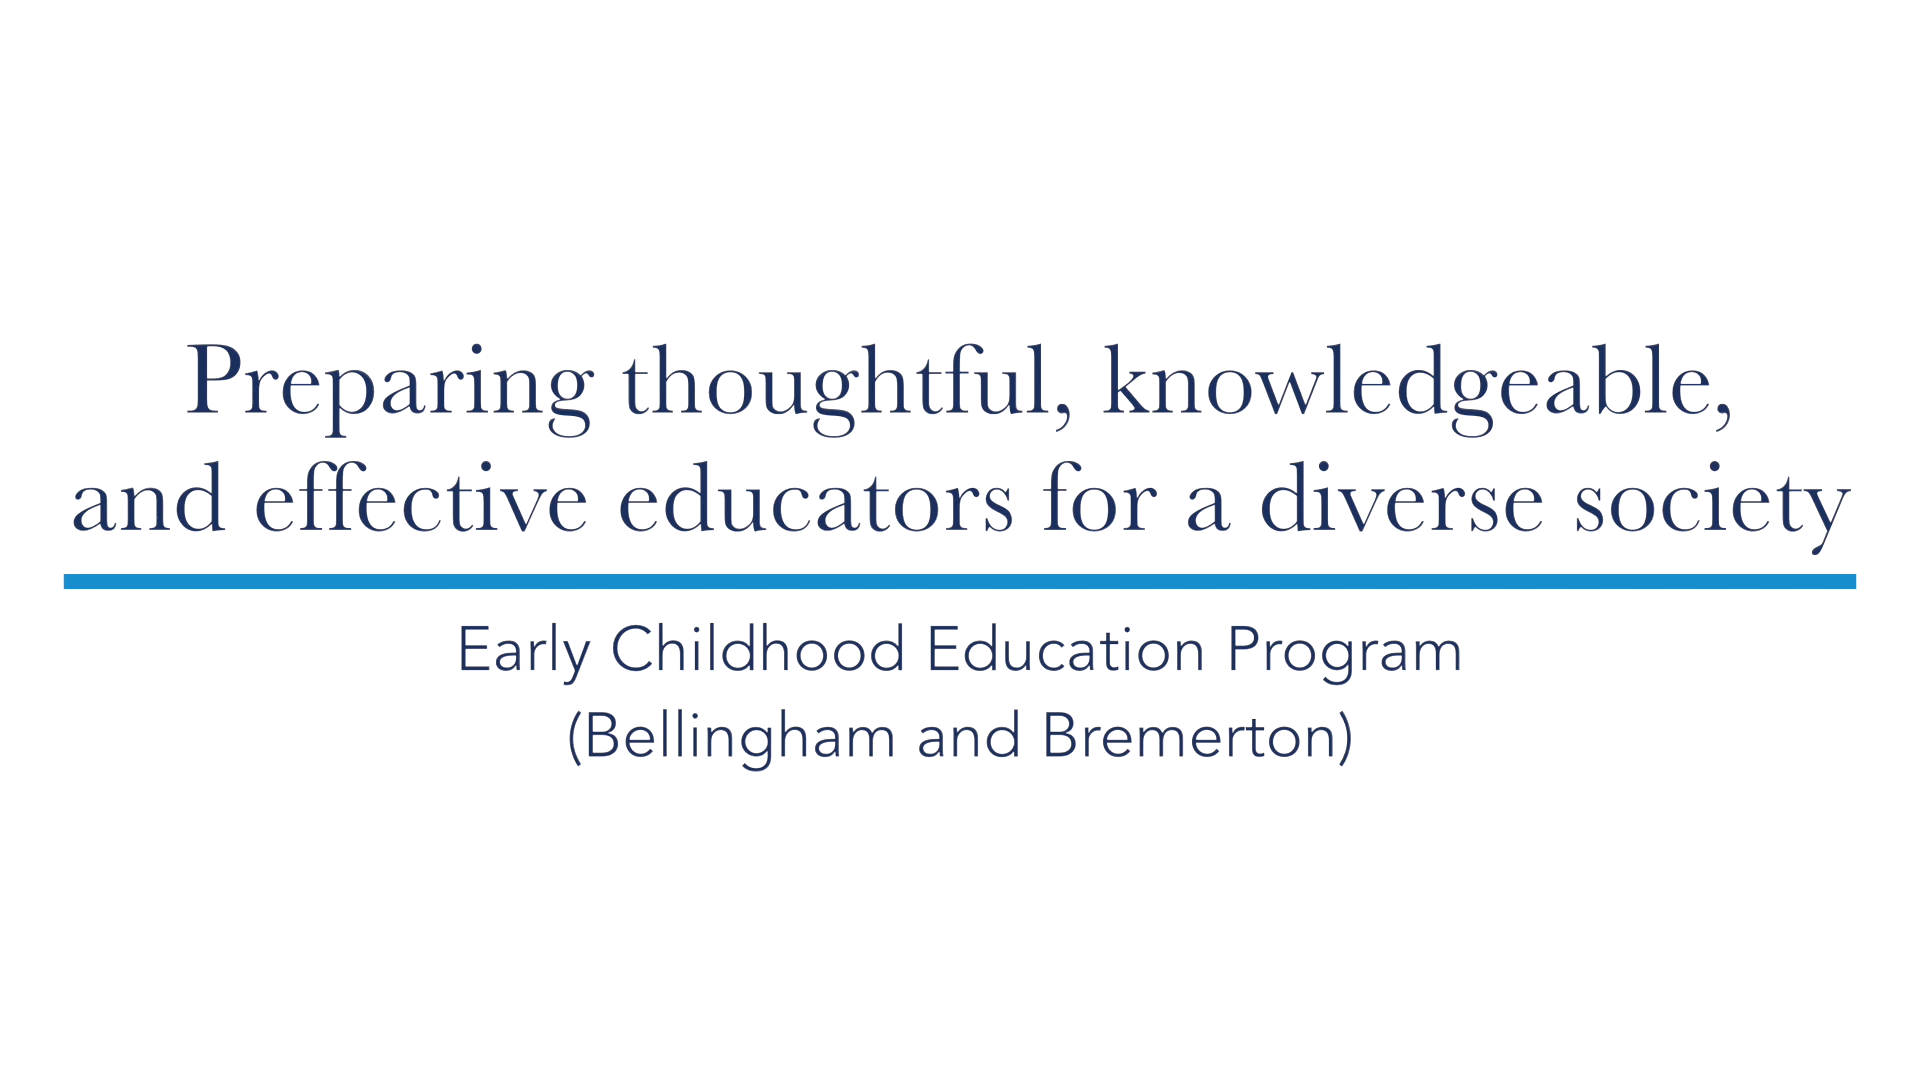 Preparing thoughtful, knowledgeable,
and effective educators for a diverse society
Early Childhood Education Program
(Bellingham and Bremerton)